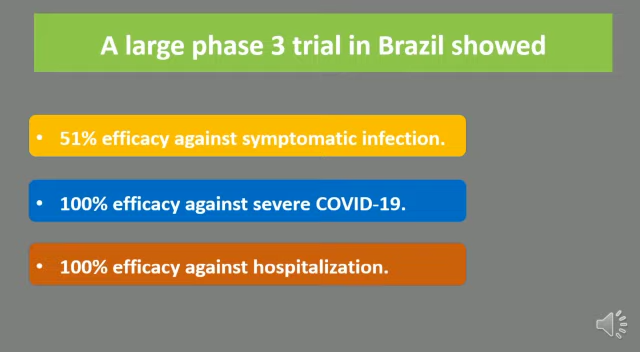 A large phase 3 trial in Brazil showed
• 51% efficacy against symptomatic infection.
• 100% efficacy against severe COVID-19.
• 100% efficacy against hospitalization.